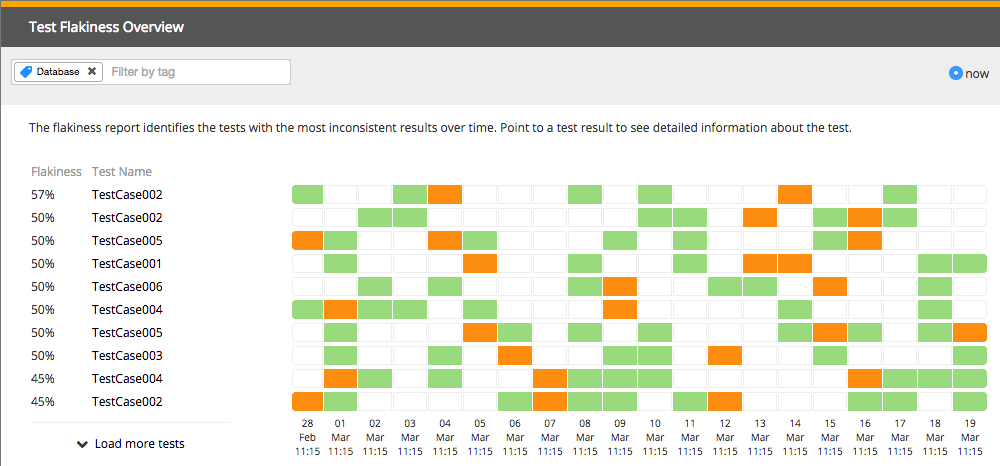 Test Flakiness Overview
Database ✖ Filter by tag now
The flakiness report identifies the tests with the most inconsistent results over time. Point to a test result to see detailed information about the test.
Flakiness Test Name
57% TestCase002
50% TestCase002
50% TestCase005
50% TestCase001
50% TestCase006
50% TestCase004
50% TestCase005
50% TestCase003
45% TestCase004
45% TestCase002
28 01 02 03 04 05 06 07 08 09 10 11 12 13 14 15 16 17 18 19
Feb Mar Mar Mar Mar Mar Mar Mar Mar Mar Mar Mar Mar Mar Mar Mar Mar Mar Mar Mar
11:15 11:15 11:15 11:15 11:15 11:15 11:15 11:15 11:15 11:15 11:15 11:15 11:15 11:15 11:15 11:15 11:15 11:15 11:15 11:15
Load more tests